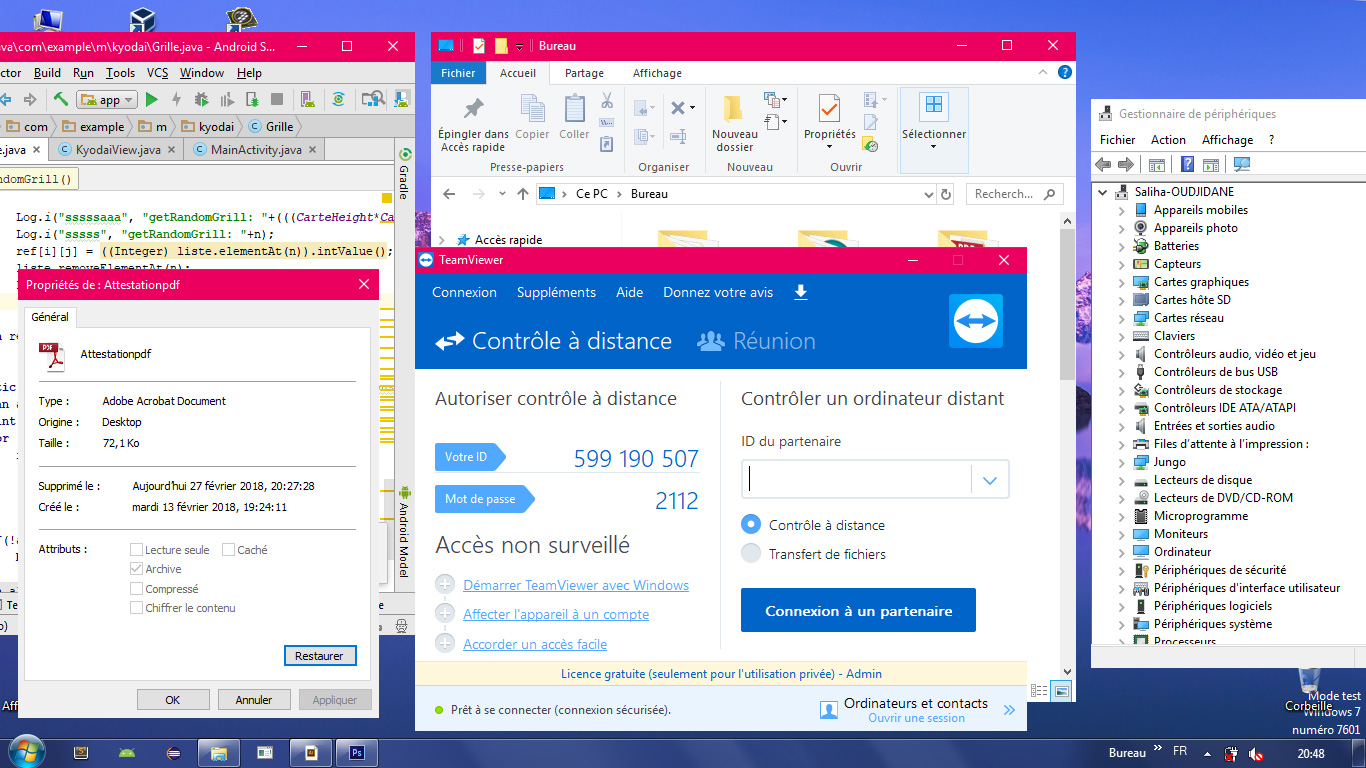 ava\com\example\m\kyodai\Grille.java - Android S...
ctor Build Run Tools VCS Window Help
app
com example m kyodai Grille
e.java KyodaiView.java MainActivity.java
ndomGrill()
Log.i("sssssaaa", "getRandomGrill: "+(((CarteHeight*Ca
Log.i("sssss", "getRandomGrill: "+n);
ref[i][j] = ((Integer) liste.elementAt(n)).intValue();
liste.removeElementAt(n);
Gradle
Android Model
Propriétés de : Attestationpdf
Général
PDF
Attestationpdf
Type : Adobe Acrobat Document
Origine : Desktop
Taille : 72,1 Ko
Supprimé le : Aujourd'hui 27 février 2018, 20:27:28
Créé le : mardi 13 février 2018, 19:24:11
Attributs : Lecture seule Caché
Archive
Compressé
Chiffrer le contenu
Restaurer
OK Annuler Appliquer
Bureau
Fichier Accueil Partage Affichage
Épingler dans Accès rapide
Copier
Coller
Nouveau dossier
Propriétés
Sélectionner
Presse-papiers Organiser Nouveau Ouvrir
Ce PC Bureau
Recherch...
Accès rapide
TeamViewer
Connexion Suppléments Aide Donnez votre avis
Contrôle à distance Réunion
Autoriser contrôle à distance
Votre ID 599 190 507
Mot de passe 2112
Accès non surveillé
Démarrer TeamViewer avec Windows
Affecter l'appareil à un compte
Accorder un accès facile
Contrôler un ordinateur distant
ID du partenaire
Contrôle à distance
Transfert de fichiers
Connexion à un partenaire
Licence gratuite (seulement pour l'utilisation privée) - Admin
Prêt à se connecter (connexion sécurisée).
Ordinateurs et contacts
Ouvrir une session
Gestionnaire de périphériques
Fichier Action Affichage ?
Saliha-OUDJIDANE
Appareils mobiles
Appareils photo
Batteries
Capteurs
Cartes graphiques
Cartes hôte SD
Cartes réseau
Claviers
Contrôleurs audio, vidéo et jeu
Contrôleurs de bus USB
Contrôleurs de stockage
Contrôleurs IDE ATA/ATAPI
Entrées et sorties audio
Files d'attente à l'impression :
Jungo
Lecteurs de disque
Lecteurs de DVD/CD-ROM
Microprogramme
Moniteurs
Ordinateur
Périphériques de sécurité
Périphériques d'interface utilisateur
Périphériques logiciels
Périphériques système
Processeurs
Corbeille
Mode test
Windows 7
numéro 7601
Ps
Bureau FR 20:48